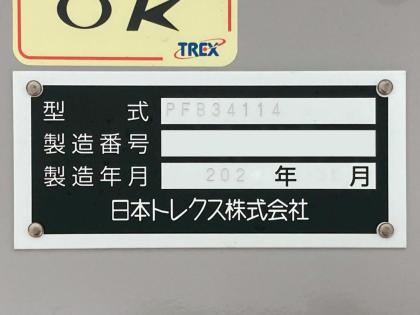 OK
TREX
型式 PFB34114
製造番号
製造年月 202 年 月
日本トレクス株式会社